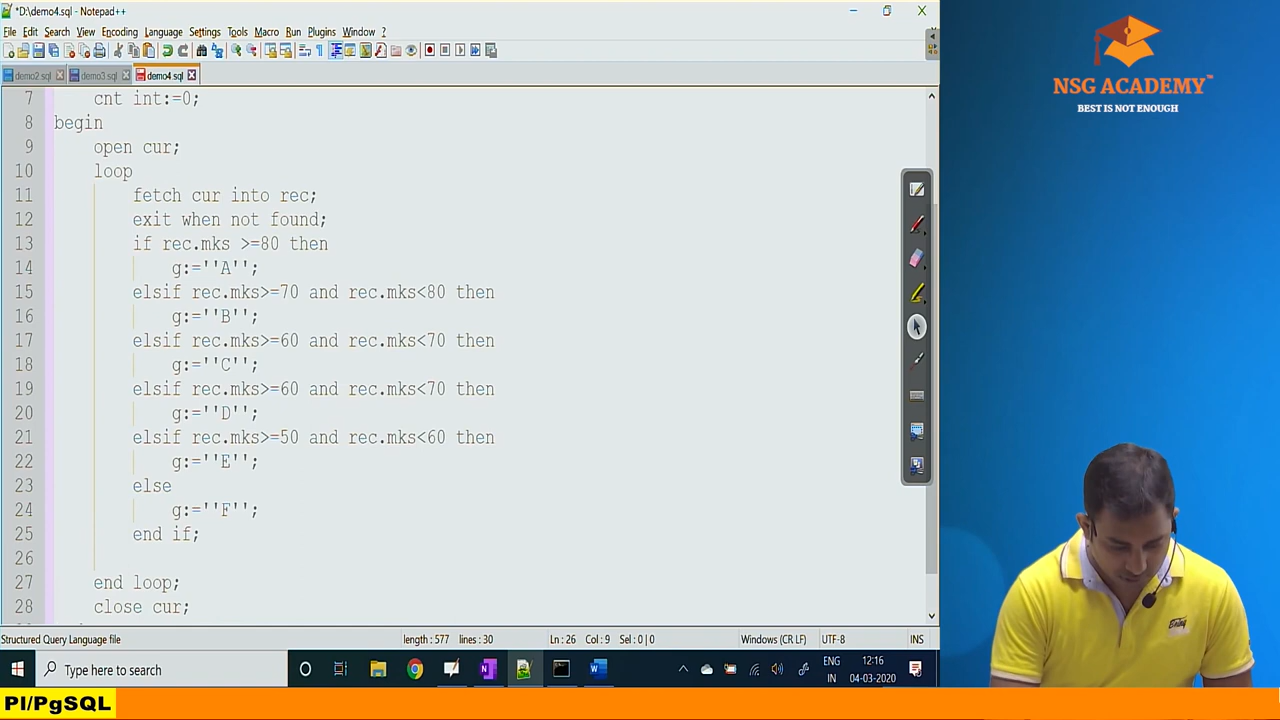 *D:\demo4.sql - Notepad++
File Edit Search View Encoding Language Settings Tools Macro Run Plugins Window ?
demo2.sql demo3.sql demo4.sql
7 cnt int:=0;
8 begin
9 open cur;
10 loop
11 fetch cur into rec;
12 exit when not found;
13 if rec.mks >=80 then
14 g:=''A'';
15 elsif rec.mks>=70 and rec.mks<80 then
16 g:=''B'';
17 elsif rec.mks>=60 and rec.mks<70 then
18 g:=''C'';
19 elsif rec.mks>=60 and rec.mks<70 then
20 g:=''D'';
21 elsif rec.mks>=50 and rec.mks<60 then
22 g:=''E'';
23 else
24 g:=''F'';
25 end if;
26
27 end loop;
28 close cur;
Structured Query Language file length : 577 lines : 30 Ln : 26 Col : 9 Sel : 0 | 0 Windows (CR LF) UTF-8 INS
Type here to search
ENG
IN
12:16
04-03-2020
NSG ACADEMY™
BEST IS NOT ENOUGH
Pl/PgSQL